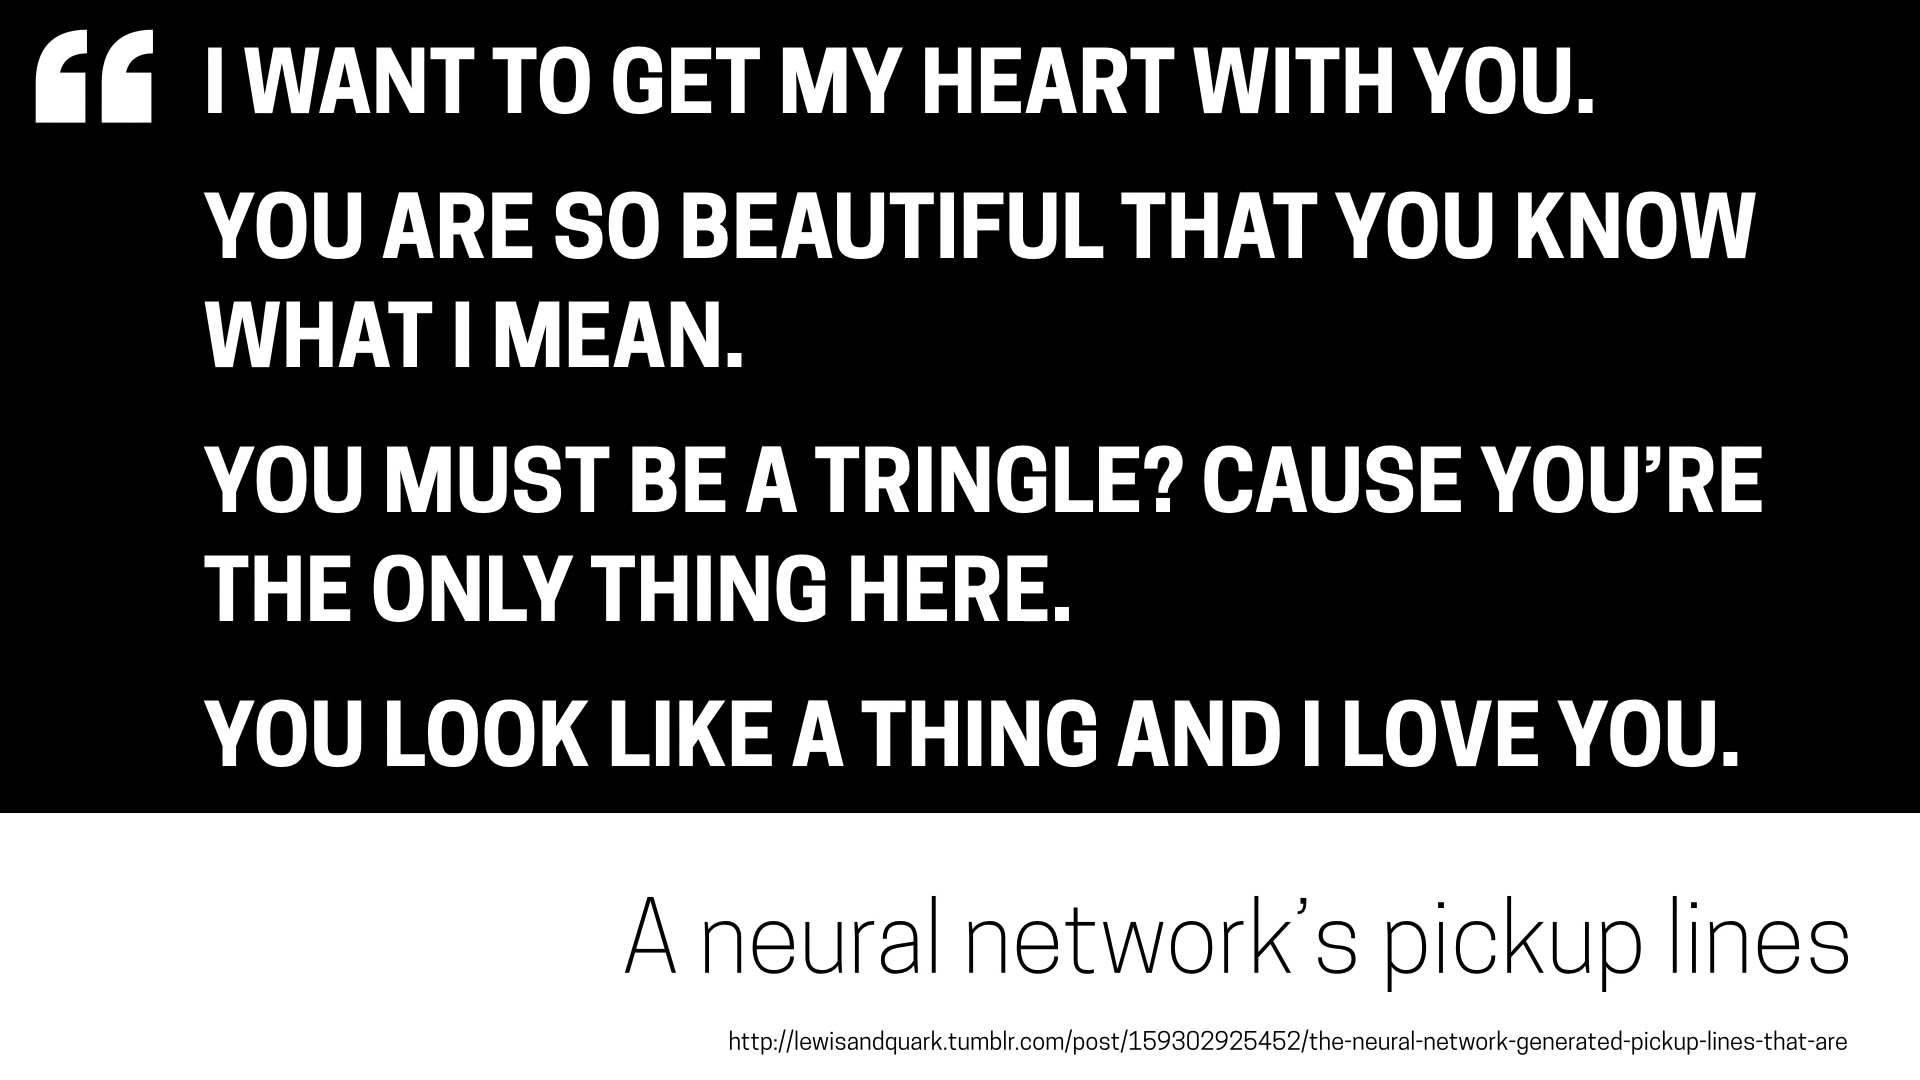 “ I WANT TO GET MY HEART WITH YOU.
YOU ARE SO BEAUTIFUL THAT YOU KNOW
WHAT I MEAN.
YOU MUST BE A TRINGLE? CAUSE YOU’RE
THE ONLY THING HERE.
YOU LOOK LIKE A THING AND I LOVE YOU.
A neural network’s pickup lines
http://lewisandquark.tumblr.com/post/159302925452/the-neural-network-generated-pickup-lines-that-are